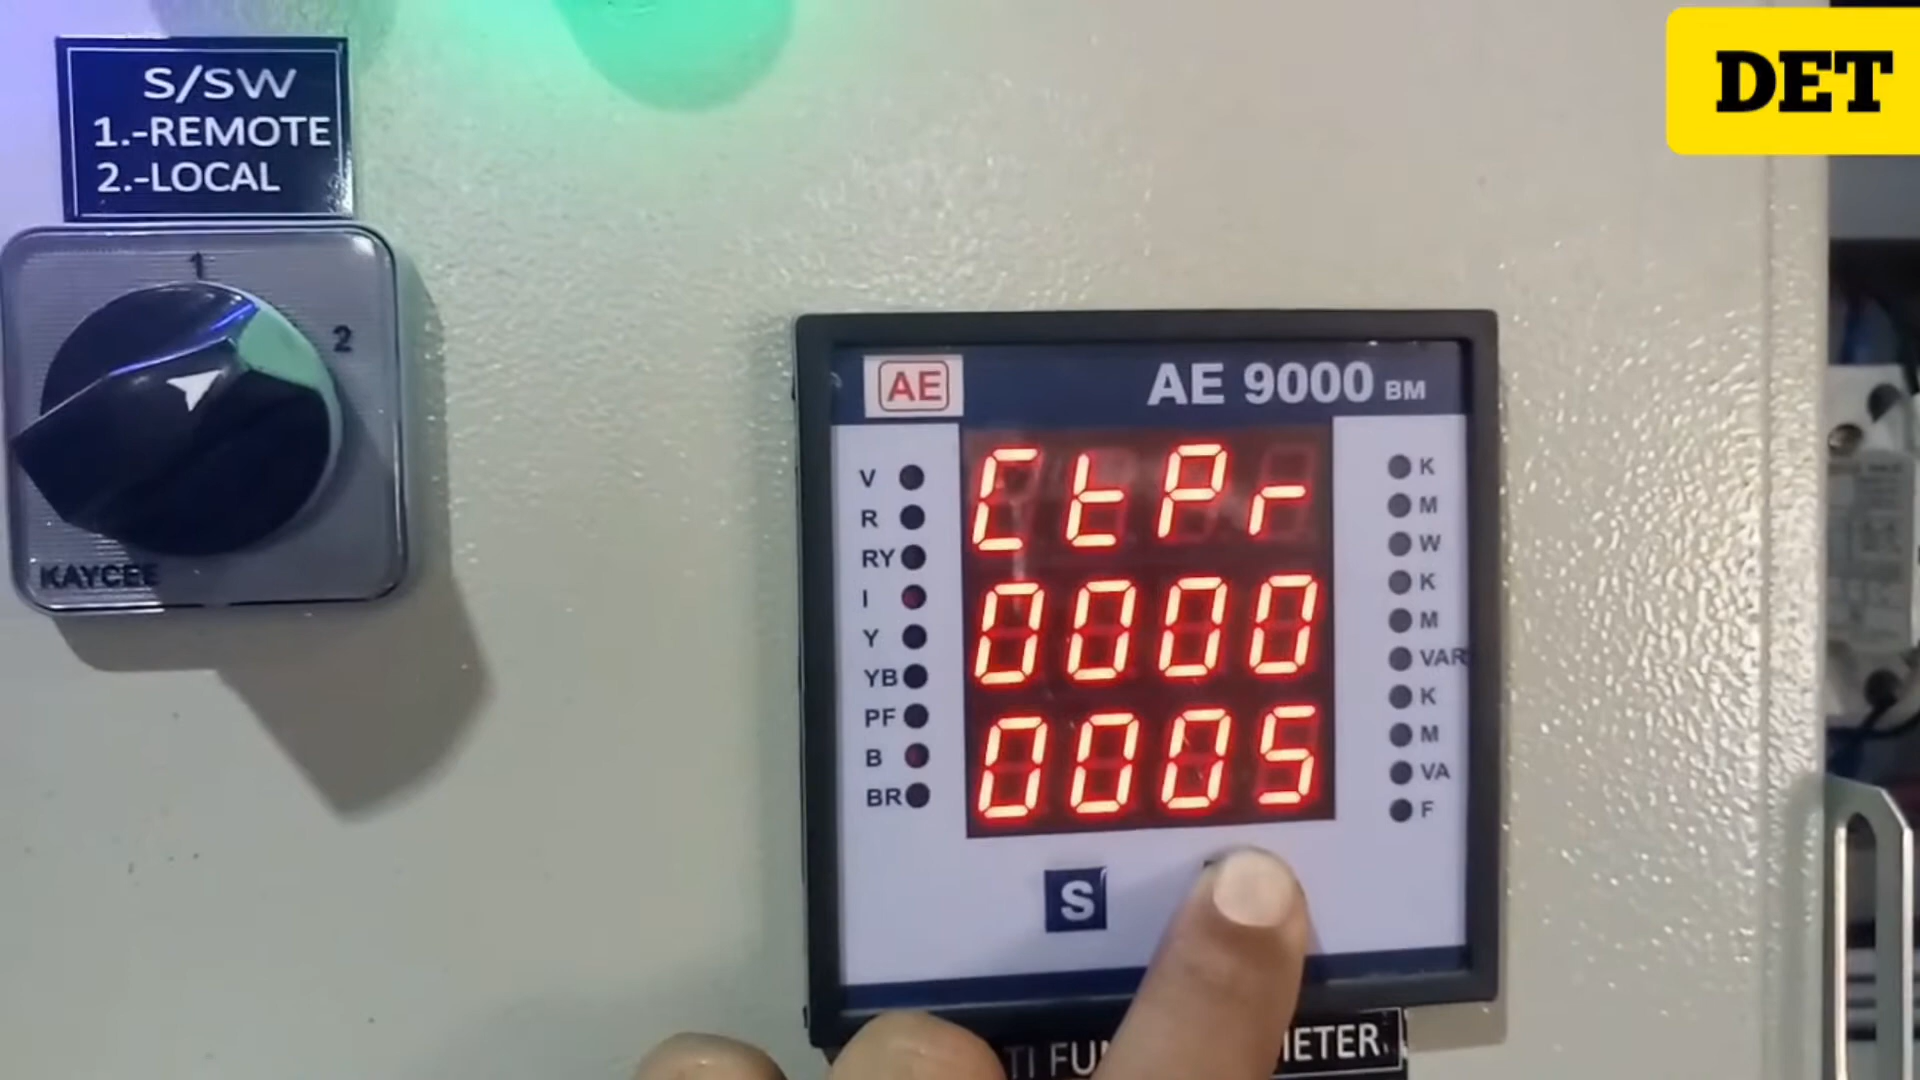 DET
S/SW
1.-REMOTE
2.-LOCAL
1
2
KAYCEE
AE
AE 9000 BM
CtPr
0000
0005
V
R
RY
I
Y
YB
PF
B
BR
K
M
W
K
M
VAR
K
M
VA
F
S